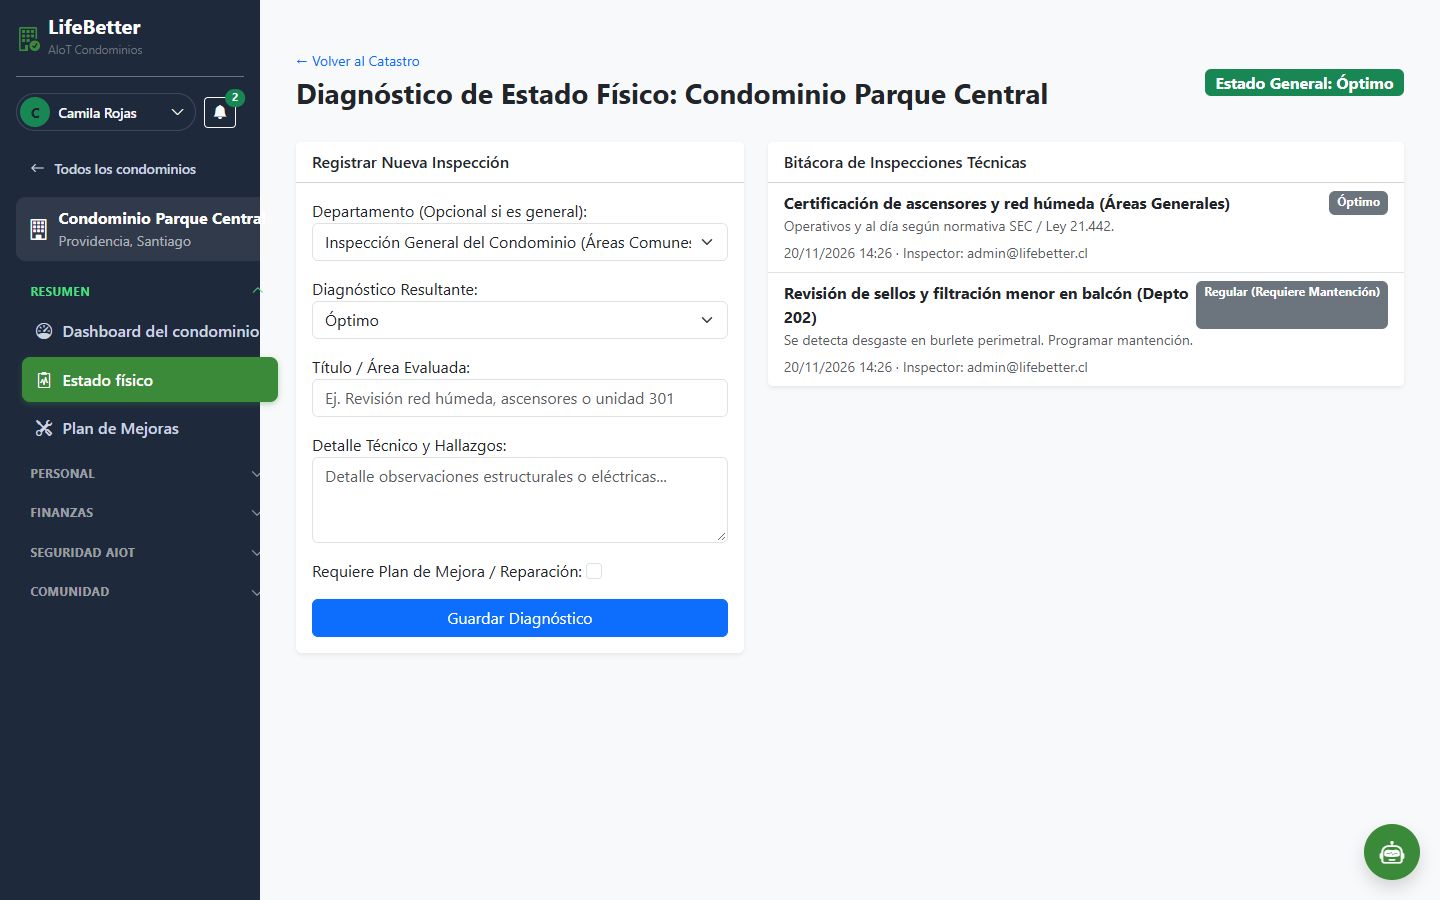 LifeBetter
AIoT Condominios
C
Camila Rojas
2
← Todos los condominios
Condominio Parque Centra
Providencia, Santiago
RESUMEN
Dashboard del condominio
Estado físico
Plan de Mejoras
PERSONAL
FINANZAS
SEGURIDAD AIOT
COMUNIDAD
← Volver al Catastro
Diagnóstico de Estado Físico: Condominio Parque Central
Estado General: Óptimo
Registrar Nueva Inspección
Departamento (Opcional si es general):
Inspección General del Condominio (Áreas Comunes
Diagnóstico Resultante:
Óptimo
Título / Área Evaluada:
Ej. Revisión red húmeda, ascensores o unidad 301
Detalle Técnico y Hallazgos:
Detalle observaciones estructurales o eléctricas...
Requiere Plan de Mejora / Reparación:
Guardar Diagnóstico
Bitácora de Inspecciones Técnicas
Certificación de ascensores y red húmeda (Áreas Generales)
Óptimo
Operativos y al día según normativa SEC / Ley 21.442.
20/11/2026 14:26 · Inspector: admin@lifebetter.cl
Revisión de sellos y filtración menor en balcón (Depto
202)
Regular (Requiere Mantención)
Se detecta desgaste en burlete perimetral. Programar mantención.
20/11/2026 14:26 · Inspector: admin@lifebetter.cl